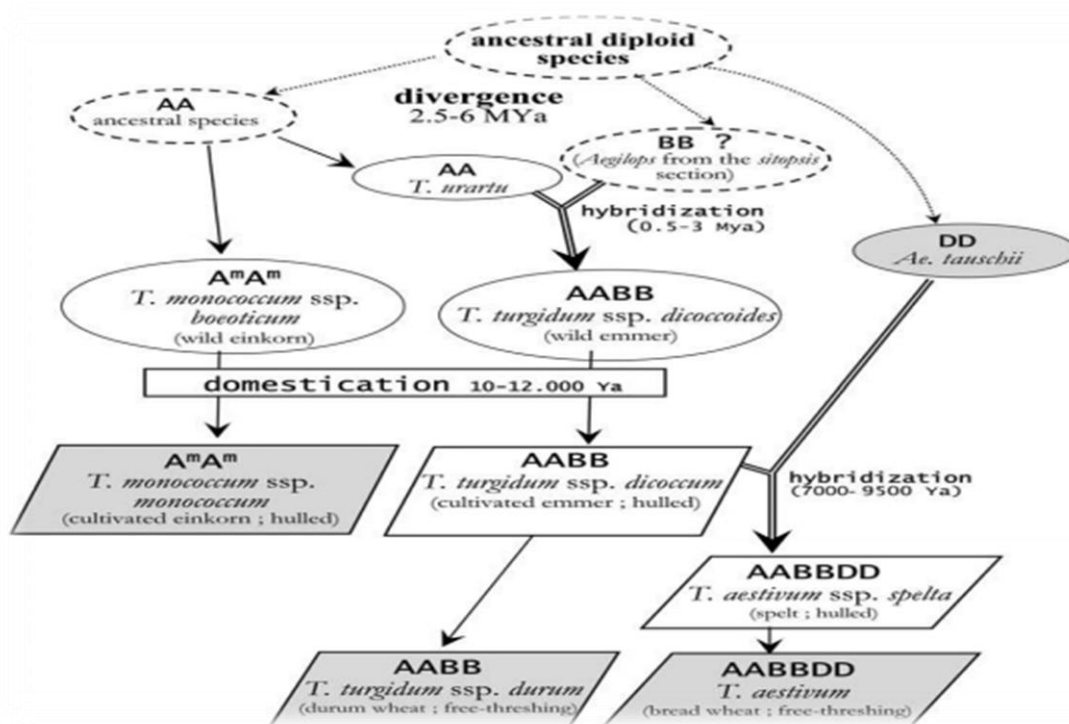 ancestral diploid
species
divergence
2.5-6 MYa
AA
ancestral species
BB ?
(Aegilops from the sitopsis
section)
AA
T. urartu
hybridization
(0.5-3 Mya)
DD
Ae. tauschii
AᵐAᵐ
T. monococcum ssp.
boeoticum
(wild einkorn)
AABB
T. turgidum ssp. dicoccoides
(wild emmer)
domestication 10-12.000 Ya
AᵐAᵐ
T. monococcum ssp.
monococcum
(cultivated einkorn ; hulled)
AABB
T. turgidum ssp. dicoccum
(cultivated emmer ; hulled)
hybridization
(7000-9500 Ya)
AABBDD
T. aestivum ssp. spelta
(spelt ; hulled)
AABB
T. turgidum ssp. durum
(durum wheat ; free-threshing)
AABBDD
T. aestivum
(bread wheat ; free-threshing)